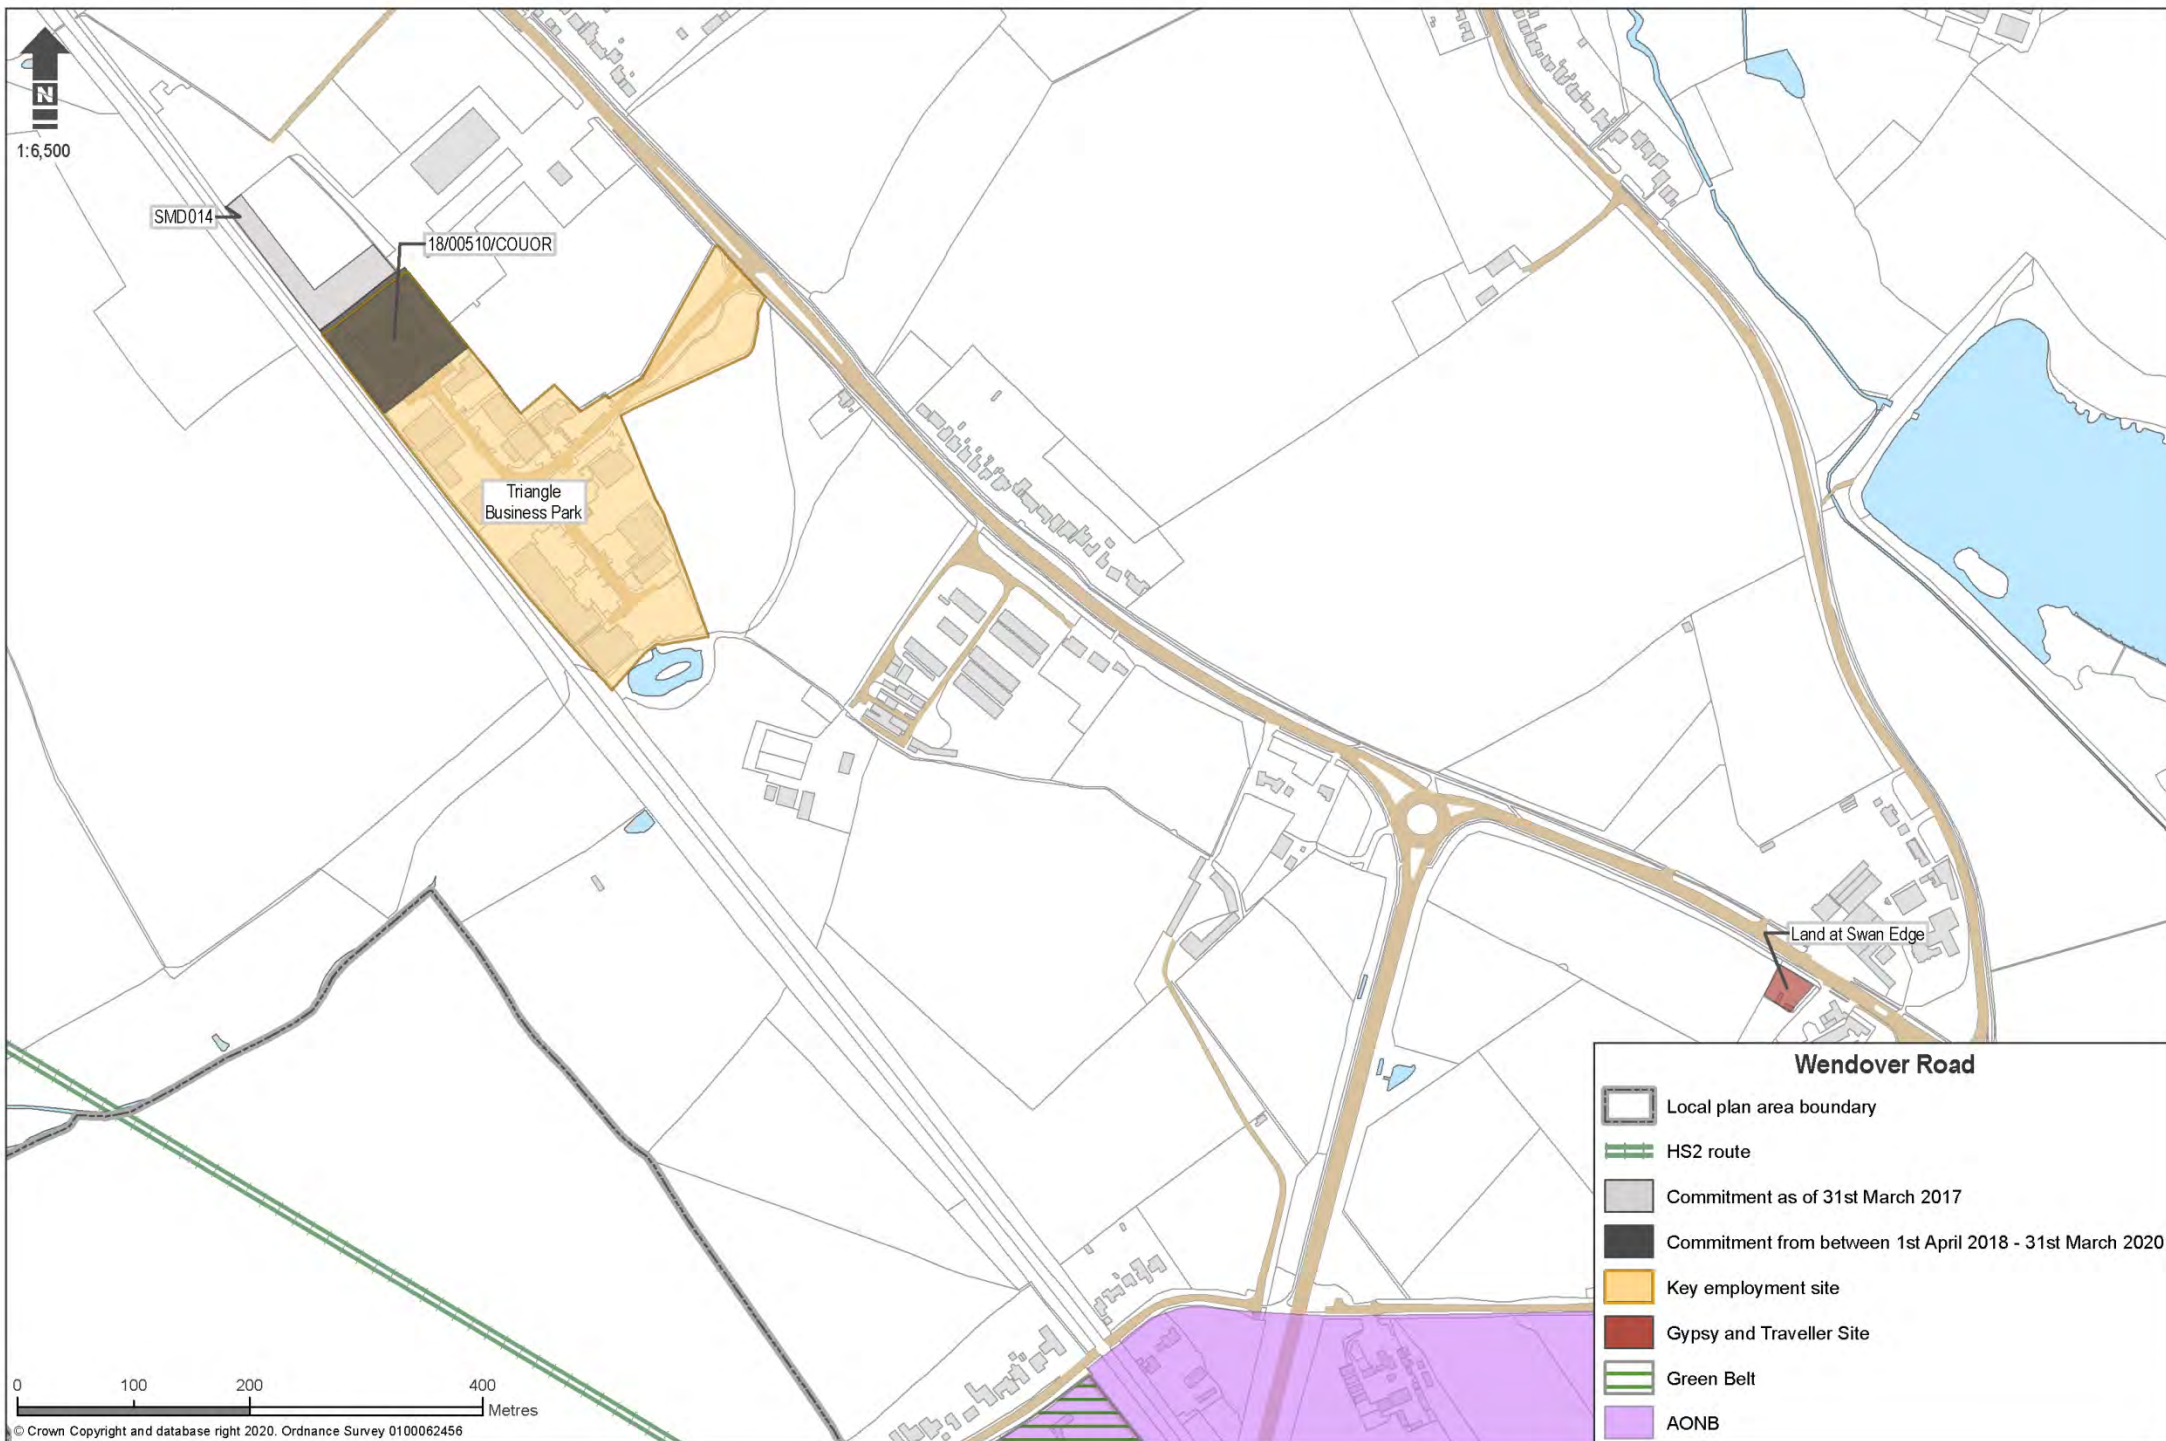 N
1:6,500
SMD014
18/00510/COUOR
Triangle
Business Park
Land at Swan Edge
Wendover Road
Local plan area boundary
HS2 route
Commitment as of 31st March 2017
Commitment from between 1st April 2018 - 31st March 2020
Key employment site
Gypsy and Traveller Site
Green Belt
AONB
0 100 200 400
Metres
© Crown Copyright and database right 2020. Ordnance Survey 0100062456